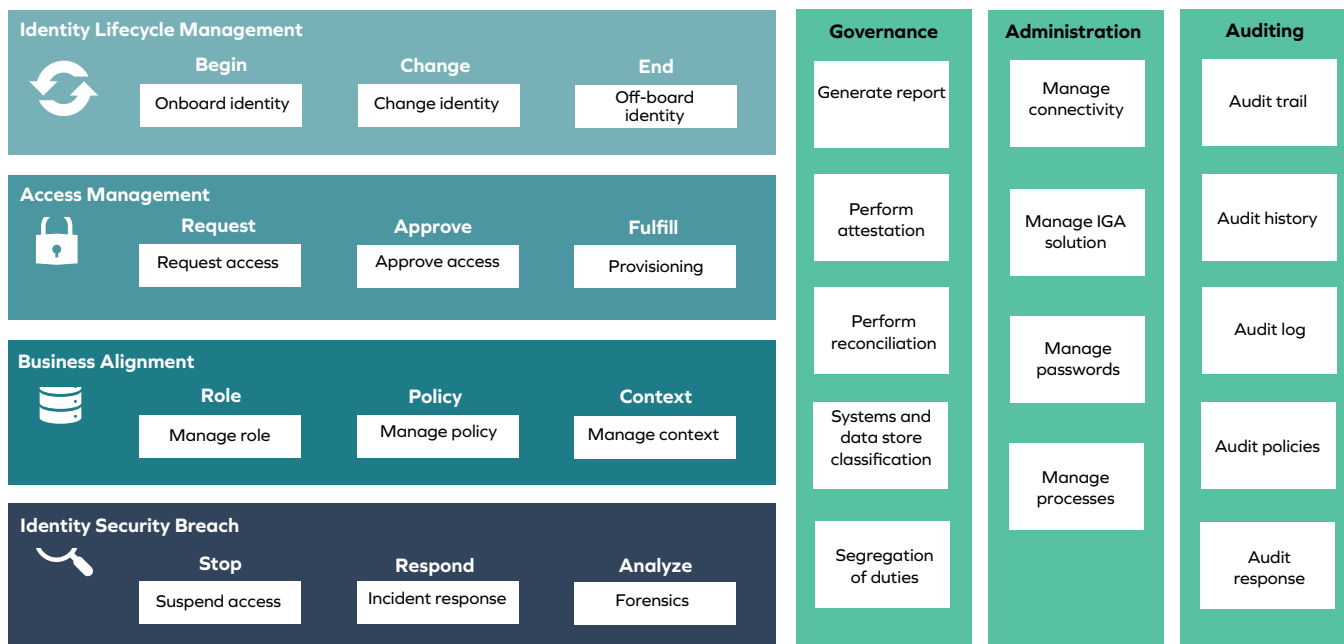 Identity Lifecycle Management
Begin
Change
End
Onboard identity
Change identity
Off-board
identity
Access Management
Request
Approve
Fulfill
Request access
Approve access
Provisioning
Business Alignment
Role
Policy
Context
Manage role
Manage policy
Manage context
Identity Security Breach
Stop
Respond
Analyze
Suspend access
Incident response
Forensics
Governance
Generate report
Perform
attestation
Perform
reconciliation
Systems and
data store
classification
Segregation
of duties
Administration
Manage
connectivity
Manage IGA
solution
Manage
passwords
Manage
processes
Auditing
Audit trail
Audit history
Audit log
Audit policies
Audit
response